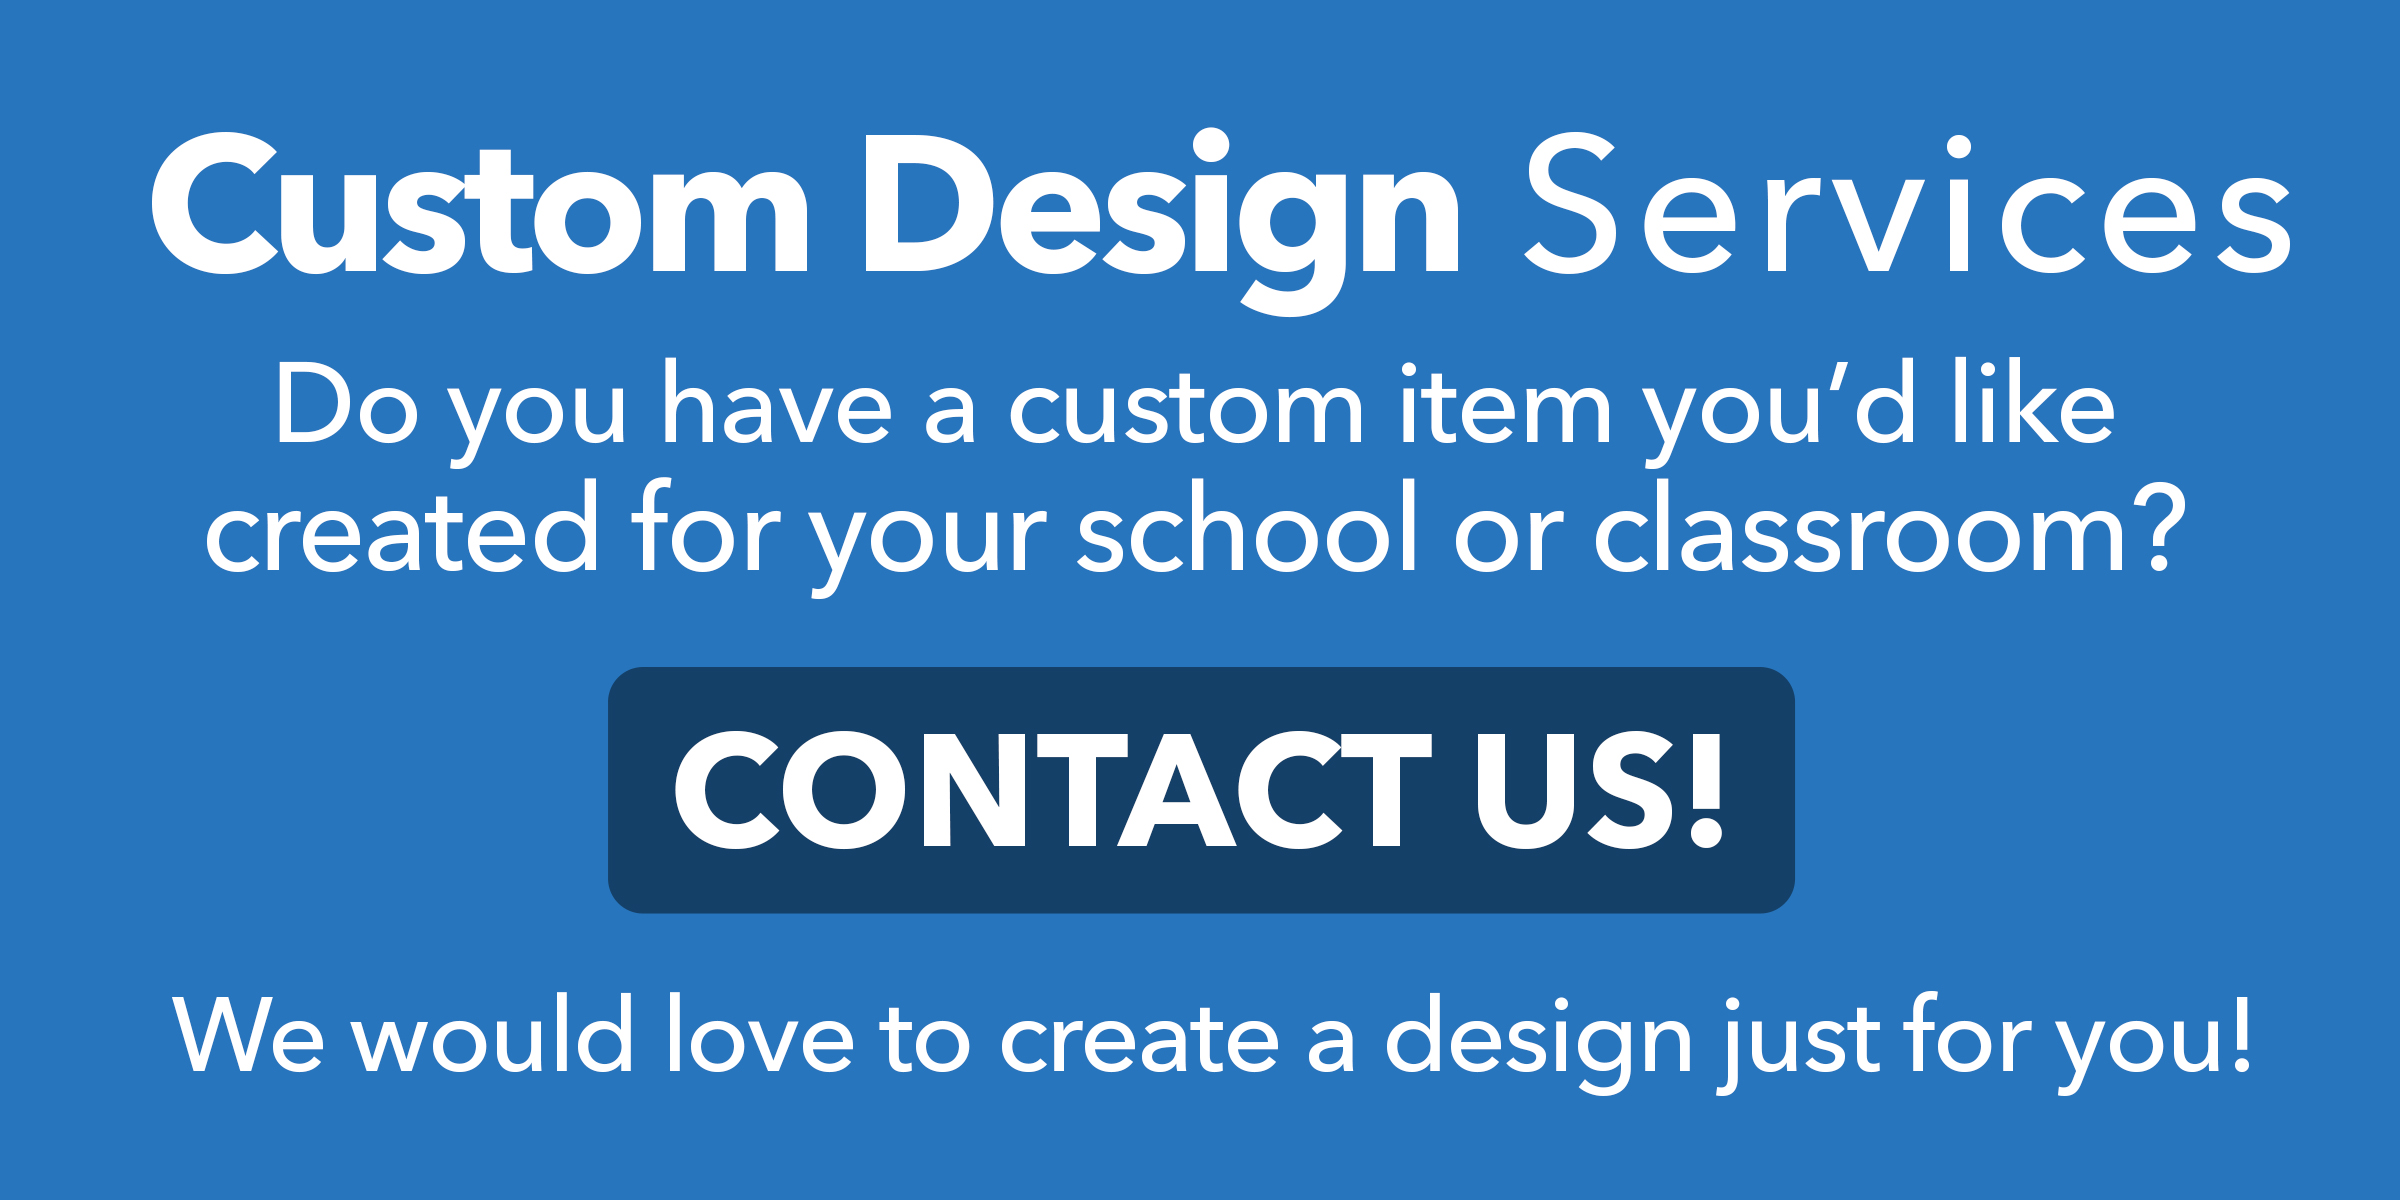 Custom Design Services
Do you have a custom item you’d like
created for your school or classroom?
CONTACT US!
We would love to create a design just for you!